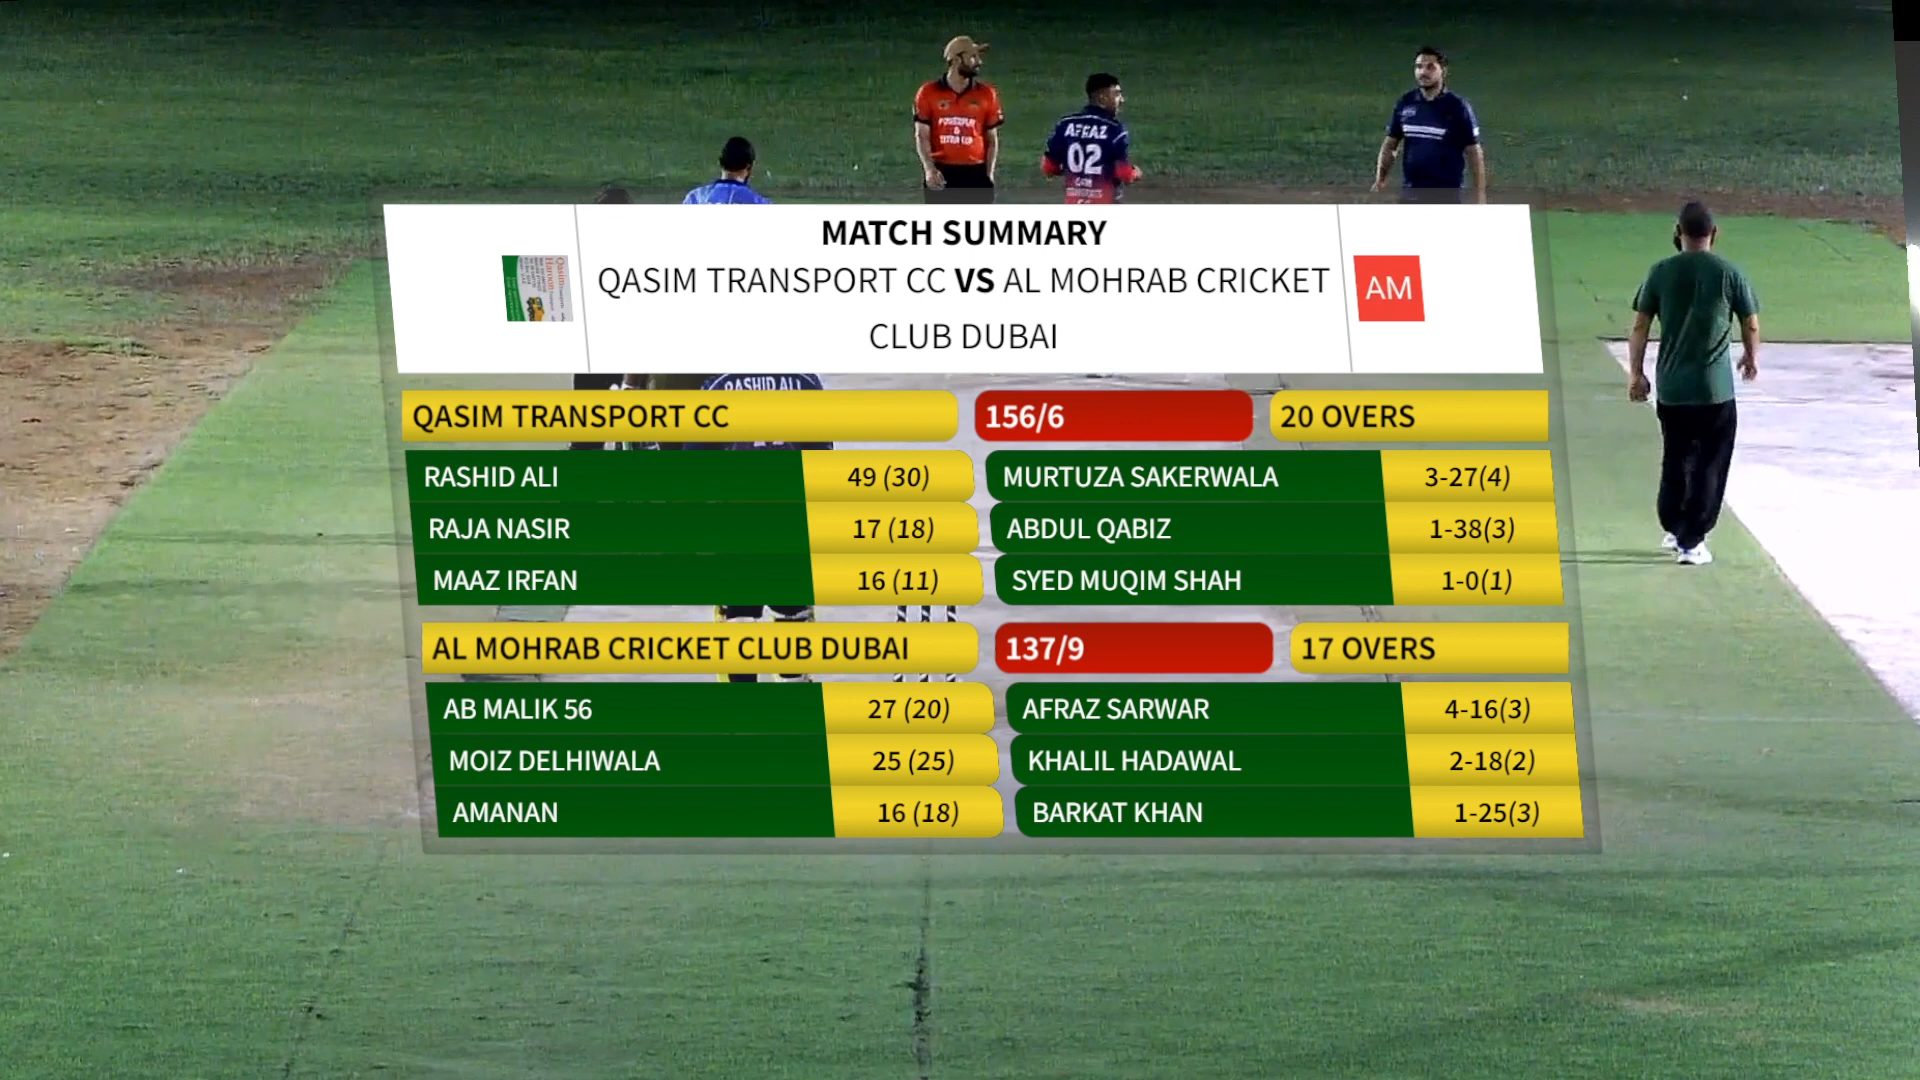 POWERPLAY
&
AFRAZ
02
MATCH SUMMARY
QASIM TRANSPORT CC VS AL MOHRAB CRICKET
CLUB DUBAI
AM
RASHID ALI
QASIM TRANSPORT CC 156/6 20 OVERS
RASHID ALI 49 (30) MURTUZA SAKERWALA 3-27(4)
RAJA NASIR 17 (18) ABDUL QABIZ 1-38(3)
MAAZ IRFAN 16 (11) SYED MUQIM SHAH 1-0(1)
AL MOHRAB CRICKET CLUB DUBAI 137/9 17 OVERS
AB MALIK 56 27 (20) AFRAZ SARWAR 4-16(3)
MOIZ DELHIWALA 25 (25) KHALIL HADAWAL 2-18(2)
AMANAN 16 (18) BARKAT KHAN 1-25(3)